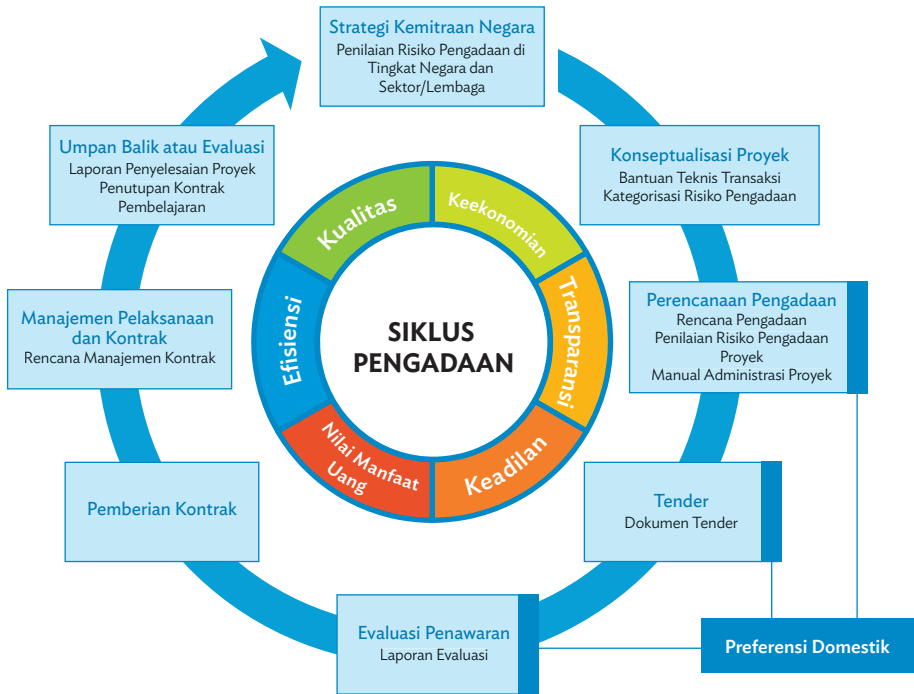 Strategi Kemitraan Negara
Penilaian Risiko Pengadaan di
Tingkat Negara dan
Sektor/Lembaga
Konseptualisasi Proyek
Bantuan Teknis Transaksi
Kategorisasi Risiko Pengadaan
Perencanaan Pengadaan
Rencana Pengadaan
Penilaian Risiko Pengadaan
Proyek
Manual Administrasi Proyek
Tender
Dokumen Tender
Preferensi Domestik
Evaluasi Penawaran
Laporan Evaluasi
Pemberian Kontrak
Manajemen Pelaksanaan
dan Kontrak
Rencana Manajemen Kontrak
Umpan Balik atau Evaluasi
Laporan Penyelesaian Proyek
Penutupan Kontrak
Pembelajaran
SIKLUS
PENGADAAN
Kualitas
Keekonomian
Transparansi
Keadilan
Nilai Manfaat
Uang
Efisiensi